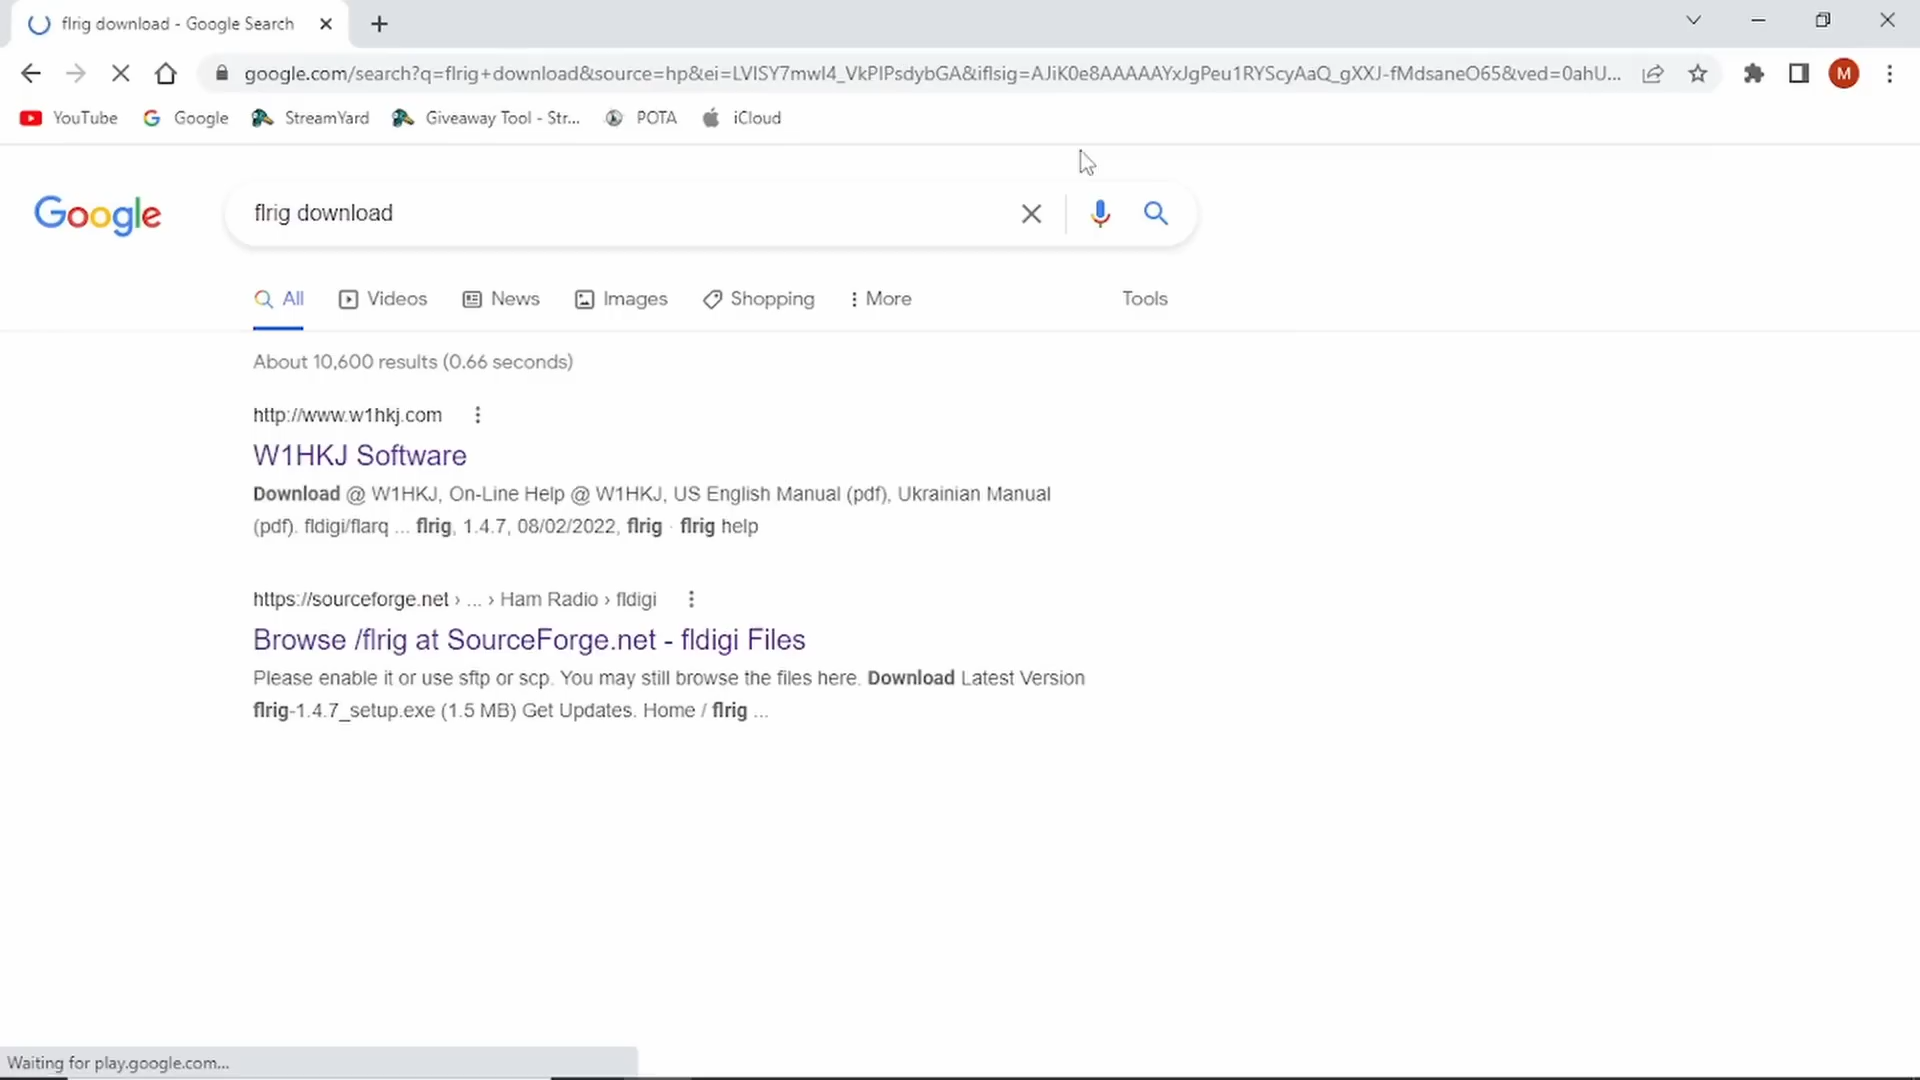 flrig download - Google Search
google.com/search?q=flrig+download&source=hp&ei=LVISY7mwI4_VkPIPsdybGA&iflsig=AJiK0e8AAAAAYxJgPeu1RYScyAaQ_gXXJ-fMdsaneO65&ved=0ahU...
M
YouTube Google StreamYard Giveaway Tool - Str... POTA iCloud
Google
flrig download
All Videos News Images Shopping More Tools
About 10,600 results (0.66 seconds)
http://www.w1hkj.com
W1HKJ Software
Download @ W1HKJ, On-Line Help @ W1HKJ, US English Manual (pdf), Ukrainian Manual
(pdf). fldigi/flarq ... flrig, 1.4.7, 08/02/2022, flrig · flrig help
https://sourceforge.net › ... › Ham Radio › fldigi
Browse /flrig at SourceForge.net - fldigi Files
Please enable it or use sftp or scp. You may still browse the files here. Download Latest Version
flrig-1.4.7_setup.exe (1.5 MB) Get Updates. Home / flrig ...
Waiting for play.google.com...